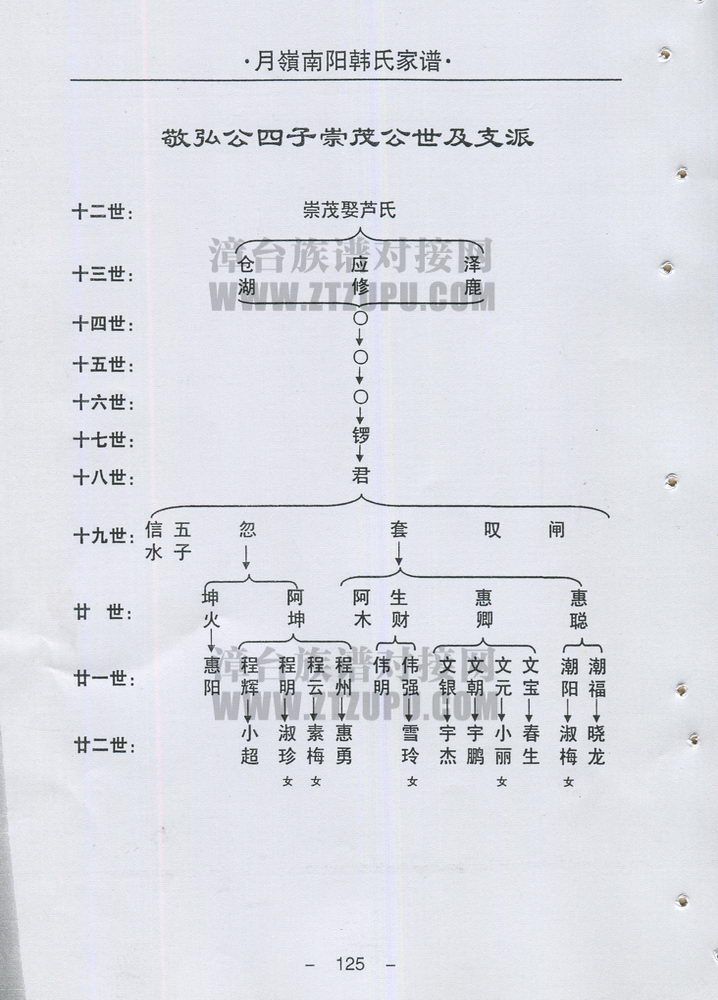 ·月嶺南阳韩氏家谱·
敬弘公四子崇茂公世及支派
十二世: 崇茂娶芦氏
漳台族谱对接网
WWW.ZTZUPU.COM
十三世: 仓湖 应修 泽鹿
十四世: ○
十五世: ○
十六世: ○
十七世: 锣
十八世: 君
十九世: 信水 五子 忽 套 叹 闸
廿世: 坤火 阿坤 阿木 生财 惠卿 惠聪
漳台族谱对接网
WWW.ZTZUPU.COM
廿一世: 惠阳 程辉 程明 程云 程州 伟明 伟强 文银 文朝 文元 文宝 潮阳 潮福
廿二世: 小超 淑珍女 素梅女 惠勇 雪玲女 宇杰 宇鹏 小丽女 春生 淑梅女 晓龙
- 125 -